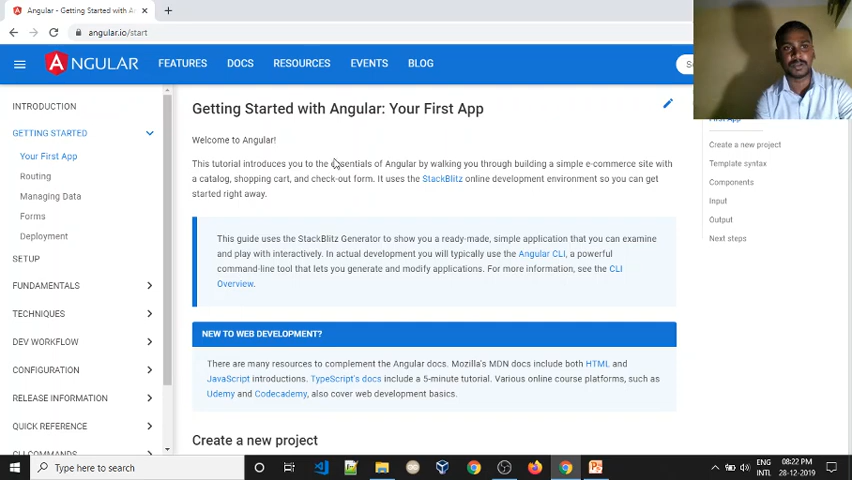 Angular - Getting Started with A
angular.io/start
ANGULAR
FEATURES
DOCS
RESOURCES
EVENTS
BLOG
INTRODUCTION
GETTING STARTED
Your First App
Routing
Managing Data
Forms
Deployment
SETUP
FUNDAMENTALS
TECHNIQUES
DEV WORKFLOW
CONFIGURATION
RELEASE INFORMATION
QUICK REFERENCE
CLI COMMANDS
Getting Started with Angular: Your First App
Welcome to Angular!
This tutorial introduces you to the essentials of Angular by walking you through building a simple e-commerce site with
a catalog, shopping cart, and check-out form. It uses the StackBlitz online development environment so you can get
started right away.
This guide uses the StackBlitz Generator to show you a ready-made, simple application that you can examine
and play with interactively. In actual development you will typically use the Angular CLI, a powerful
command-line tool that lets you generate and modify applications. For more information, see the CLI
Overview.
NEW TO WEB DEVELOPMENT?
There are many resources to complement the Angular docs. Mozilla's MDN docs include both HTML and
JavaScript introductions. TypeScript's docs include a 5-minute tutorial. Various online course platforms, such as
Udemy and Codecademy, also cover web development basics.
Create a new project
First App
Create a new project
Template syntax
Components
Input
Output
Next steps
Type here to search
ENG
INTL
08:22 PM
28-12-2019